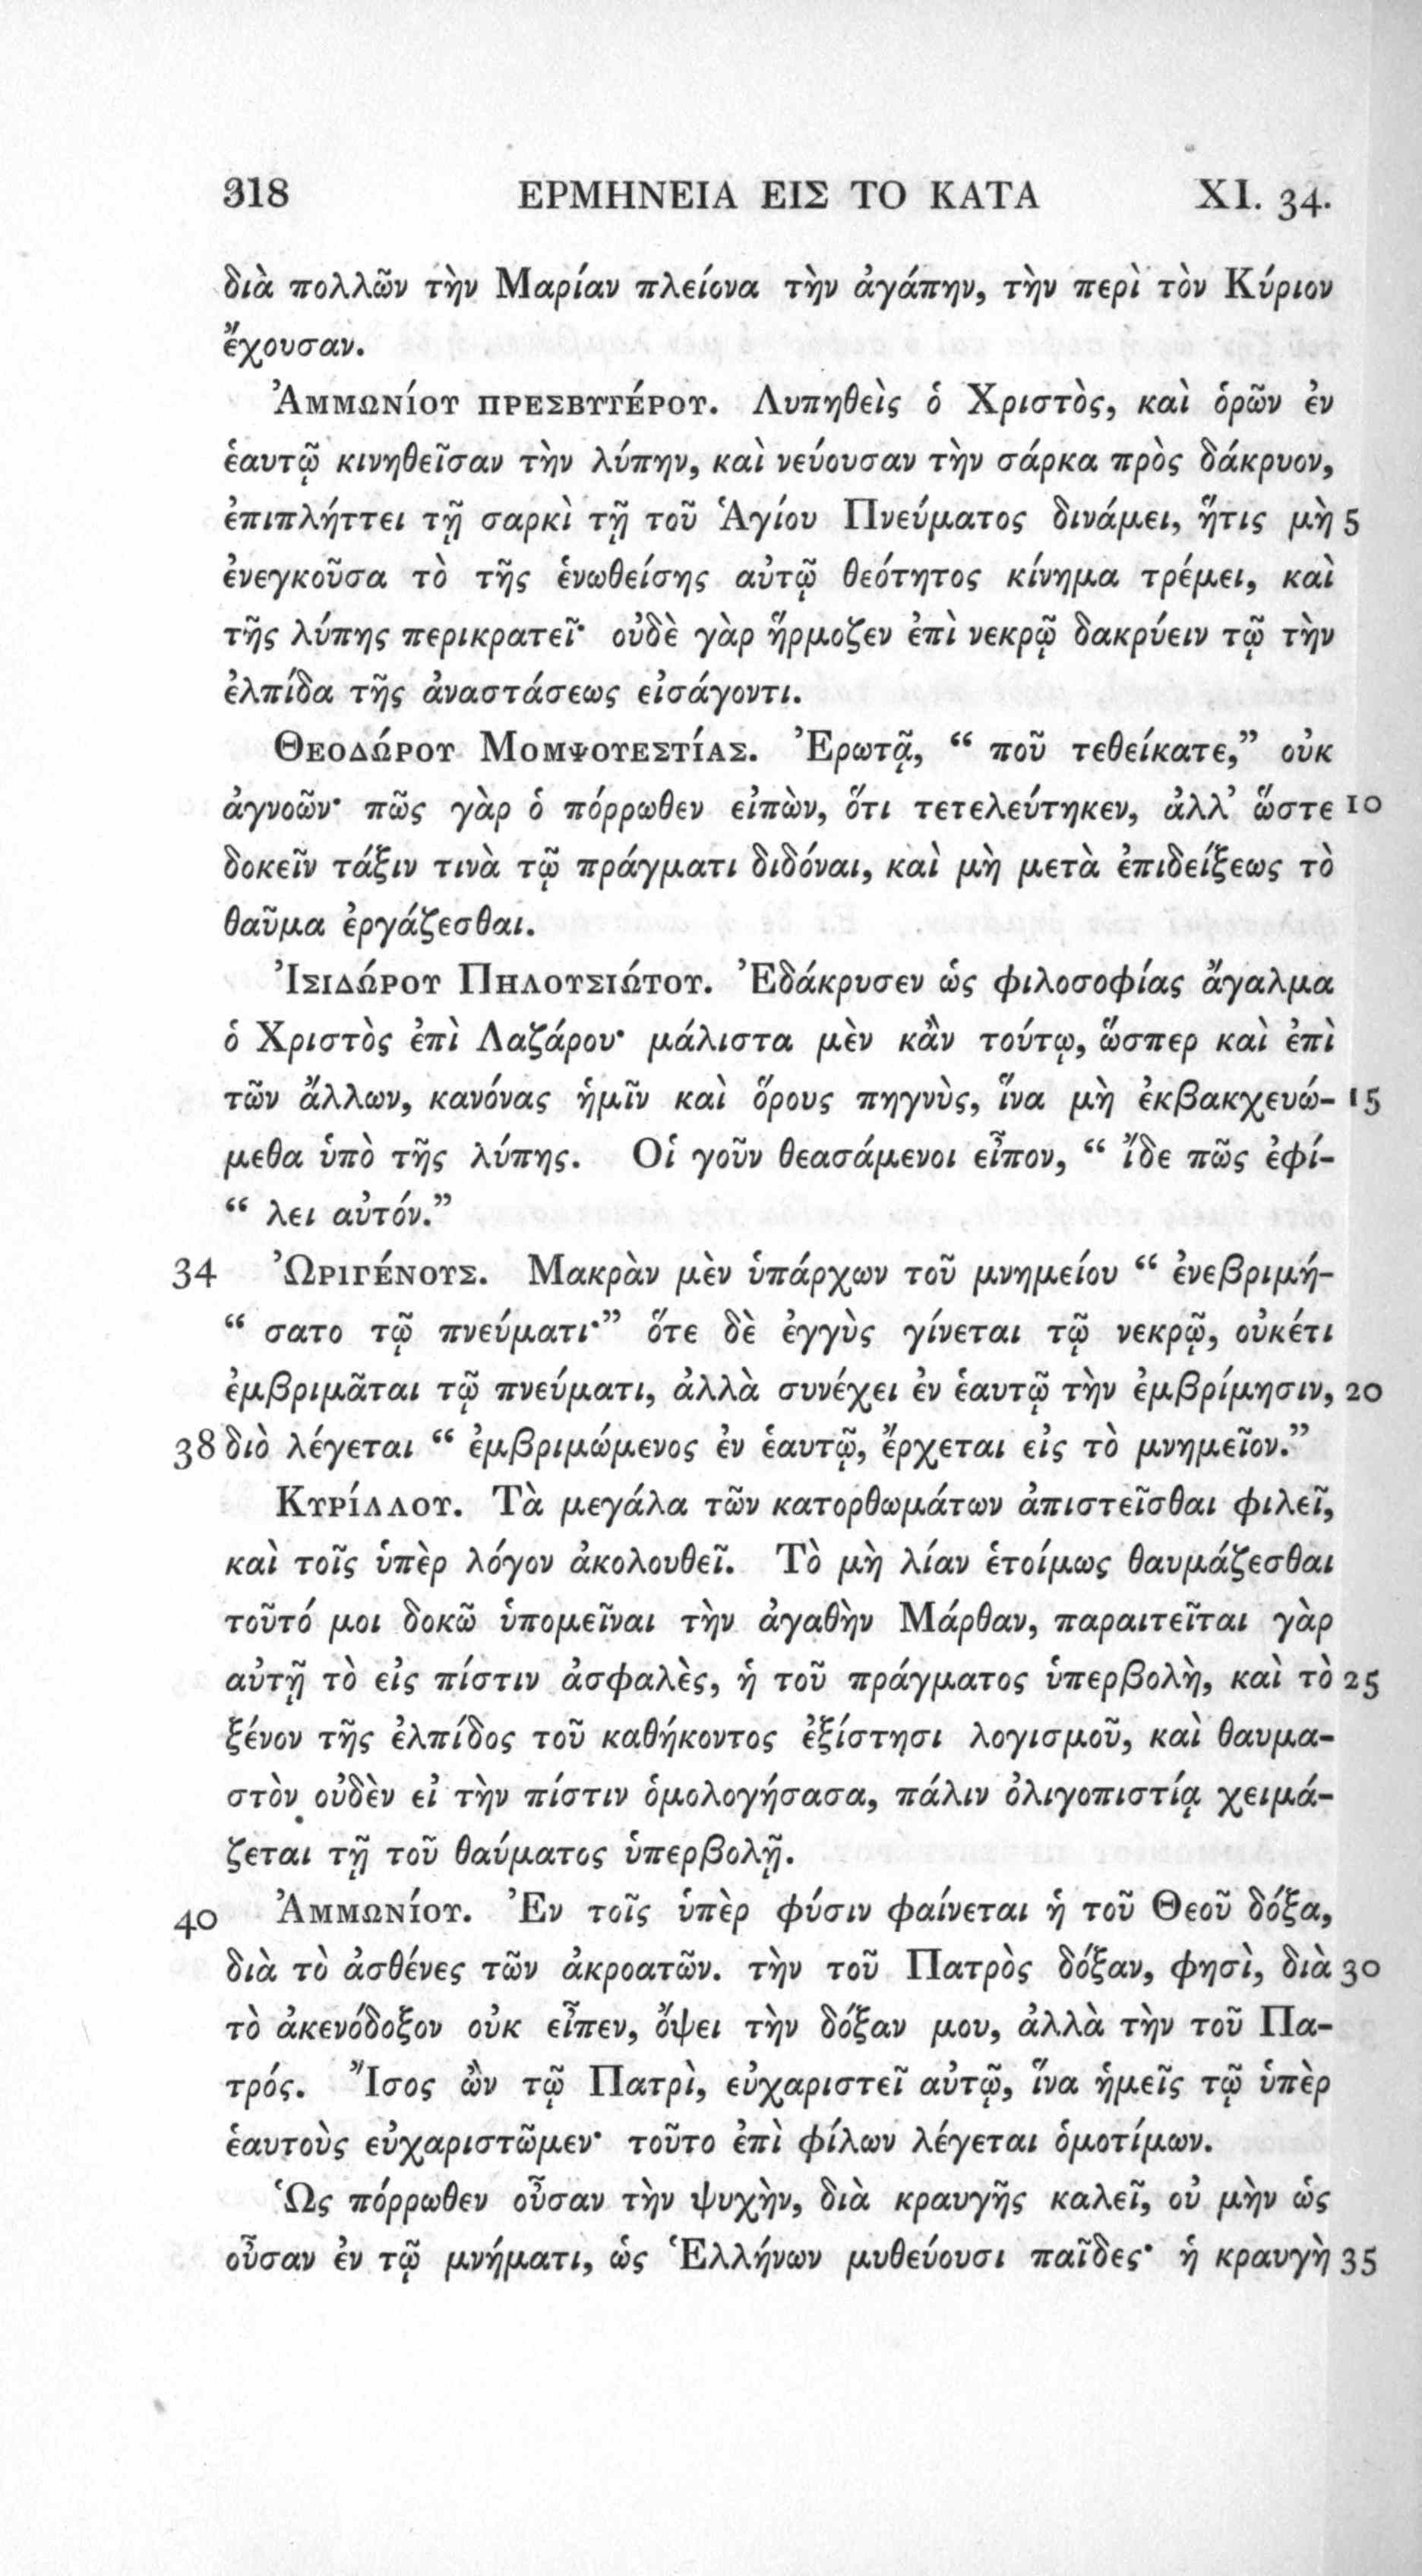 318 ΕΡΜΗΝΕΙΑ ΕΙΣ ΤΟ ΚΑΤΑ XI. 34.
διὰ πολλῶν τὴν Μαρίαν πλείονα τὴν ἀγάπην, τὴν περὶ τὸν Κύριον
ἔχουσαν.
Ἀμμωνίου πρεσβυτέρου. Λυπηθεὶς ὁ Χριστὸς, καὶ ὁρῶν ἐν
ἑαυτῷ κινηθεῖσαν τὴν λύπην, καὶ νεύουσαν τὴν σάρκα πρὸς δάκρυον,
ἐπιπλήττει τῇ σαρκὶ τῇ τοῦ Ἁγίου Πνεύματος δινάμει, ἥτις μὴ 5
ἐνεγκοῦσα τὸ τῆς ἑνωθείσης αὐτῷ θεότητος κίνημα τρέμει, καὶ
τῆς λύπης περικρατεῖ· οὐδὲ γὰρ ἥρμοζεν ἐπὶ νεκρῷ δακρύειν τῷ τὴν
ἐλπίδα τῆς ἀναστάσεως εἰσάγοντι.
Θεοδώρου Μομψουεστίας. Ἐρωτᾷ, “ ποῦ τεθείκατε,” οὐκ
ἀγνοῶν· πῶς γὰρ ὁ πόρρωθεν εἰπὼν, ὅτι τετελεύτηκεν, ἀλλ’ ὥστε 10
δοκεῖν τάξιν τινὰ τῷ πράγματι διδόναι, καὶ μὴ μετὰ ἐπιδείξεως τὸ
θαῦμα ἐργάζεσθαι.
Ἰσιδώρου Πηλουσιώτου. Ἐδάκρυσεν ὡς φιλοσοφίας ἄγαλμα
ὁ Χριστὸς ἐπὶ Λαζάρου· μάλιστα μὲν κἂν τούτῳ, ὥσπερ καὶ ἐπὶ
τῶν ἄλλων, κανόνας ἡμῖν καὶ ὅρους πηγνὺς, ἵνα μὴ ἐκβακχευώ- 15
μεθα ὑπὸ τῆς λύπης. Οἱ γοῦν θεασάμενοι εἶπον, “ ἴδε πῶς ἐφί-
“ λει αὐτόν.”
34 Ὠριγένους. Μακρὰν μὲν ὑπάρχων τοῦ μνημείου “ ἐνεβριμή-
“ σατο τῷ πνεύματι·” ὅτε δὲ ἐγγὺς γίνεται τῷ νεκρῷ, οὐκέτι
ἐμβριμᾶται τῷ πνεύματι, ἀλλὰ συνέχει ἐν ἑαυτῷ τὴν ἐμβρίμησιν, 20
38 διὸ λέγεται “ ἐμβριμώμενος ἐν ἑαυτῷ, ἔρχεται εἰς τὸ μνημεῖον.”
Κυρίλλου. Τὰ μεγάλα τῶν κατορθωμάτων ἀπιστεῖσθαι φιλεῖ,
καὶ τοῖς ὑπὲρ λόγον ἀκολουθεῖ. Τὸ μὴ λίαν ἑτοίμως θαυμάζεσθαι
τοῦτό μοι δοκῶ ὑπομεῖναι τὴν ἀγαθὴν Μάρθαν, παραιτεῖται γὰρ
αὐτῇ τὸ εἰς πίστιν ἀσφαλὲς, ἡ τοῦ πράγματος ὑπερβολὴ, καὶ τὸ 25
ξένον τῆς ἐλπίδος τοῦ καθήκοντος ἐξίστησι λογισμοῦ, καὶ θαυμα-
στὸν οὐδὲν εἰ τὴν πίστιν ὁμολογήσασα, πάλιν ὀλιγοπιστίᾳ χειμά-
ζεται τῇ τοῦ θαύματος ὑπερβολῇ.
40 Ἀμμωνίου. Ἐν τοῖς ὑπὲρ φύσιν φαίνεται ἡ τοῦ Θεοῦ δόξα,
διὰ τὸ ἀσθένες τῶν ἀκροατῶν. τὴν τοῦ Πατρὸς δόξαν, φησὶ, διὰ 30
τὸ ἀκενόδοξον οὐκ εἶπεν, ὄψει τὴν δόξαν μου, ἀλλὰ τὴν τοῦ Πα-
τρός. Ἴσος ὢν τῷ Πατρὶ, εὐχαριστεῖ αὐτῷ, ἵνα ἡμεῖς τῷ ὑπὲρ
ἑαυτοὺς εὐχαριστῶμεν· τοῦτο ἐπὶ φίλων λέγεται ὁμοτίμων.
Ὡς πόρρωθεν οὖσαν τὴν ψυχὴν, διὰ κραυγῆς καλεῖ, οὐ μὴν ὡς
οὖσαν ἐν τῷ μνήματι, ὡς Ἑλλήνων μυθεύουσι παῖδες· ἡ κραυγὴ 35